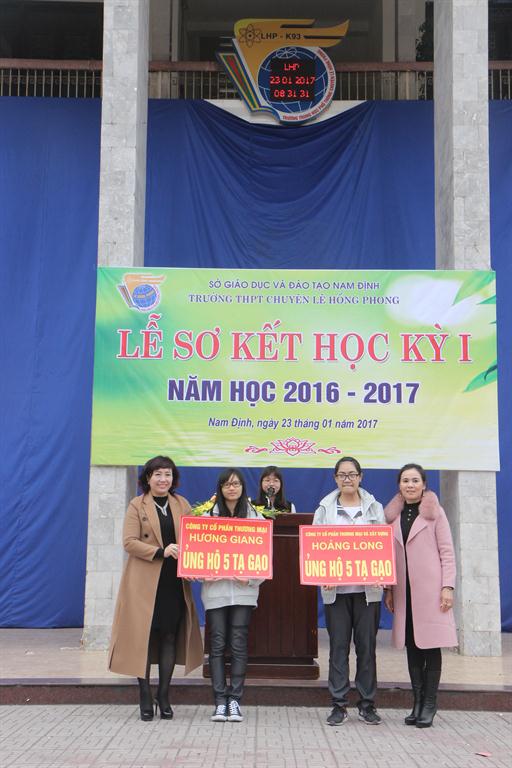 LHP - K93
LHP
23 01 2017
08 31 31
SỞ GIÁO DỤC VÀ ĐÀO TẠO NAM ĐỊNH
TRƯỜNG THPT CHUYÊN LÊ HỒNG PHONG
LỄ SƠ KẾT HỌC KỲ I
NĂM HỌC 2016 - 2017
Nam Định, ngày 23 tháng 01 năm 2017
CÔNG TY CỔ PHẦN THƯƠNG MẠI
HƯƠNG GIANG
ỦNG HỘ 5 TẠ GẠO
CÔNG TY CỔ PHẦN THƯƠNG MẠI VÀ XÂY DỰNG
HOÀNG LONG
ỦNG HỘ 5 TẠ GẠO